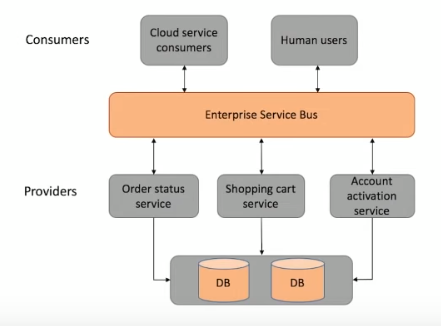 Consumers
Cloud service
consumers
Human users
Enterprise Service Bus
Providers
Order status
service
Shopping cart
service
Account
activation
service
DB
DB